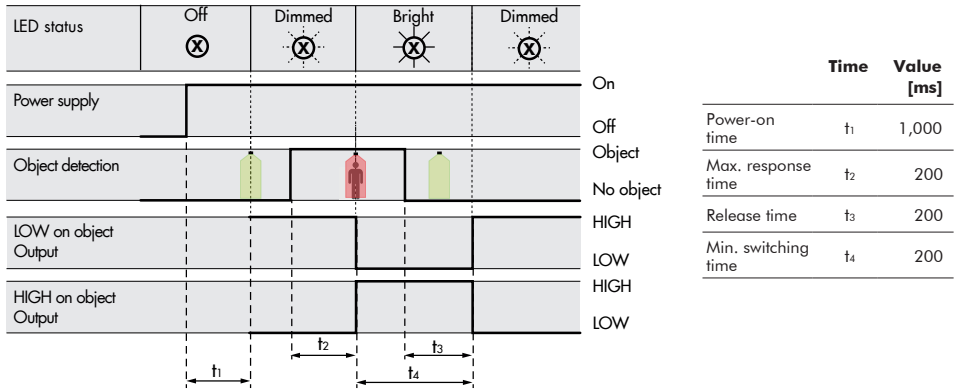 LED status
Off
Dimmed
Bright
Dimmed
X
X
X
X
Power supply
On
Off
Object detection
Object
No object
LOW on object
Output
HIGH
LOW
HIGH on object
Output
HIGH
LOW
t₂
t₃
t₁
t₄
Time Value
[ms]
Power-on
time t₁ 1,000
Max. response
time t₂ 200
Release time t₃ 200
Min. switching
time t₄ 200